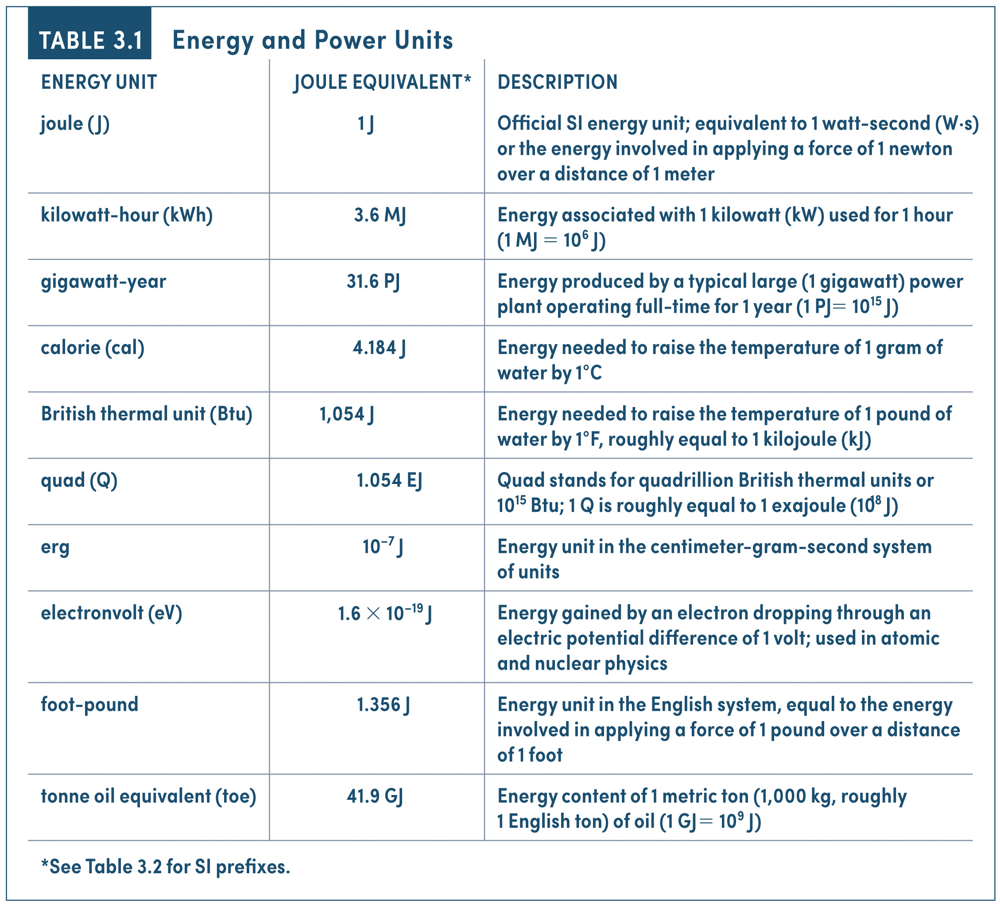 TABLE 3.1 Energy and Power Units
ENERGY UNIT JOULE EQUIVALENT* DESCRIPTION
joule (J) 1 J Official SI energy unit; equivalent to 1 watt-second (W·s)
or the energy involved in applying a force of 1 newton
over a distance of 1 meter
kilowatt-hour (kWh) 3.6 MJ Energy associated with 1 kilowatt (kW) used for 1 hour
(1 MJ = 10⁶ J)
gigawatt-year 31.6 PJ Energy produced by a typical large (1 gigawatt) power
plant operating full-time for 1 year (1 PJ= 10¹⁵ J)
calorie (cal) 4.184 J Energy needed to raise the temperature of 1 gram of
water by 1°C
British thermal unit (Btu) 1,054 J Energy needed to raise the temperature of 1 pound of
water by 1°F, roughly equal to 1 kilojoule (kJ)
quad (Q) 1.054 EJ Quad stands for quadrillion British thermal units or
10¹⁵ Btu; 1 Q is roughly equal to 1 exajoule (10¹⁸ J)
erg 10⁻⁷ J Energy unit in the centimeter-gram-second system
of units
electronvolt (eV) 1.6 × 10⁻¹⁹ J Energy gained by an electron dropping through an
electric potential difference of 1 volt; used in atomic
and nuclear physics
foot-pound 1.356 J Energy unit in the English system, equal to the energy
involved in applying a force of 1 pound over a distance
of 1 foot
tonne oil equivalent (toe) 41.9 GJ Energy content of 1 metric ton (1,000 kg, roughly
1 English ton) of oil (1 GJ= 10⁹ J)
*See Table 3.2 for SI prefixes.